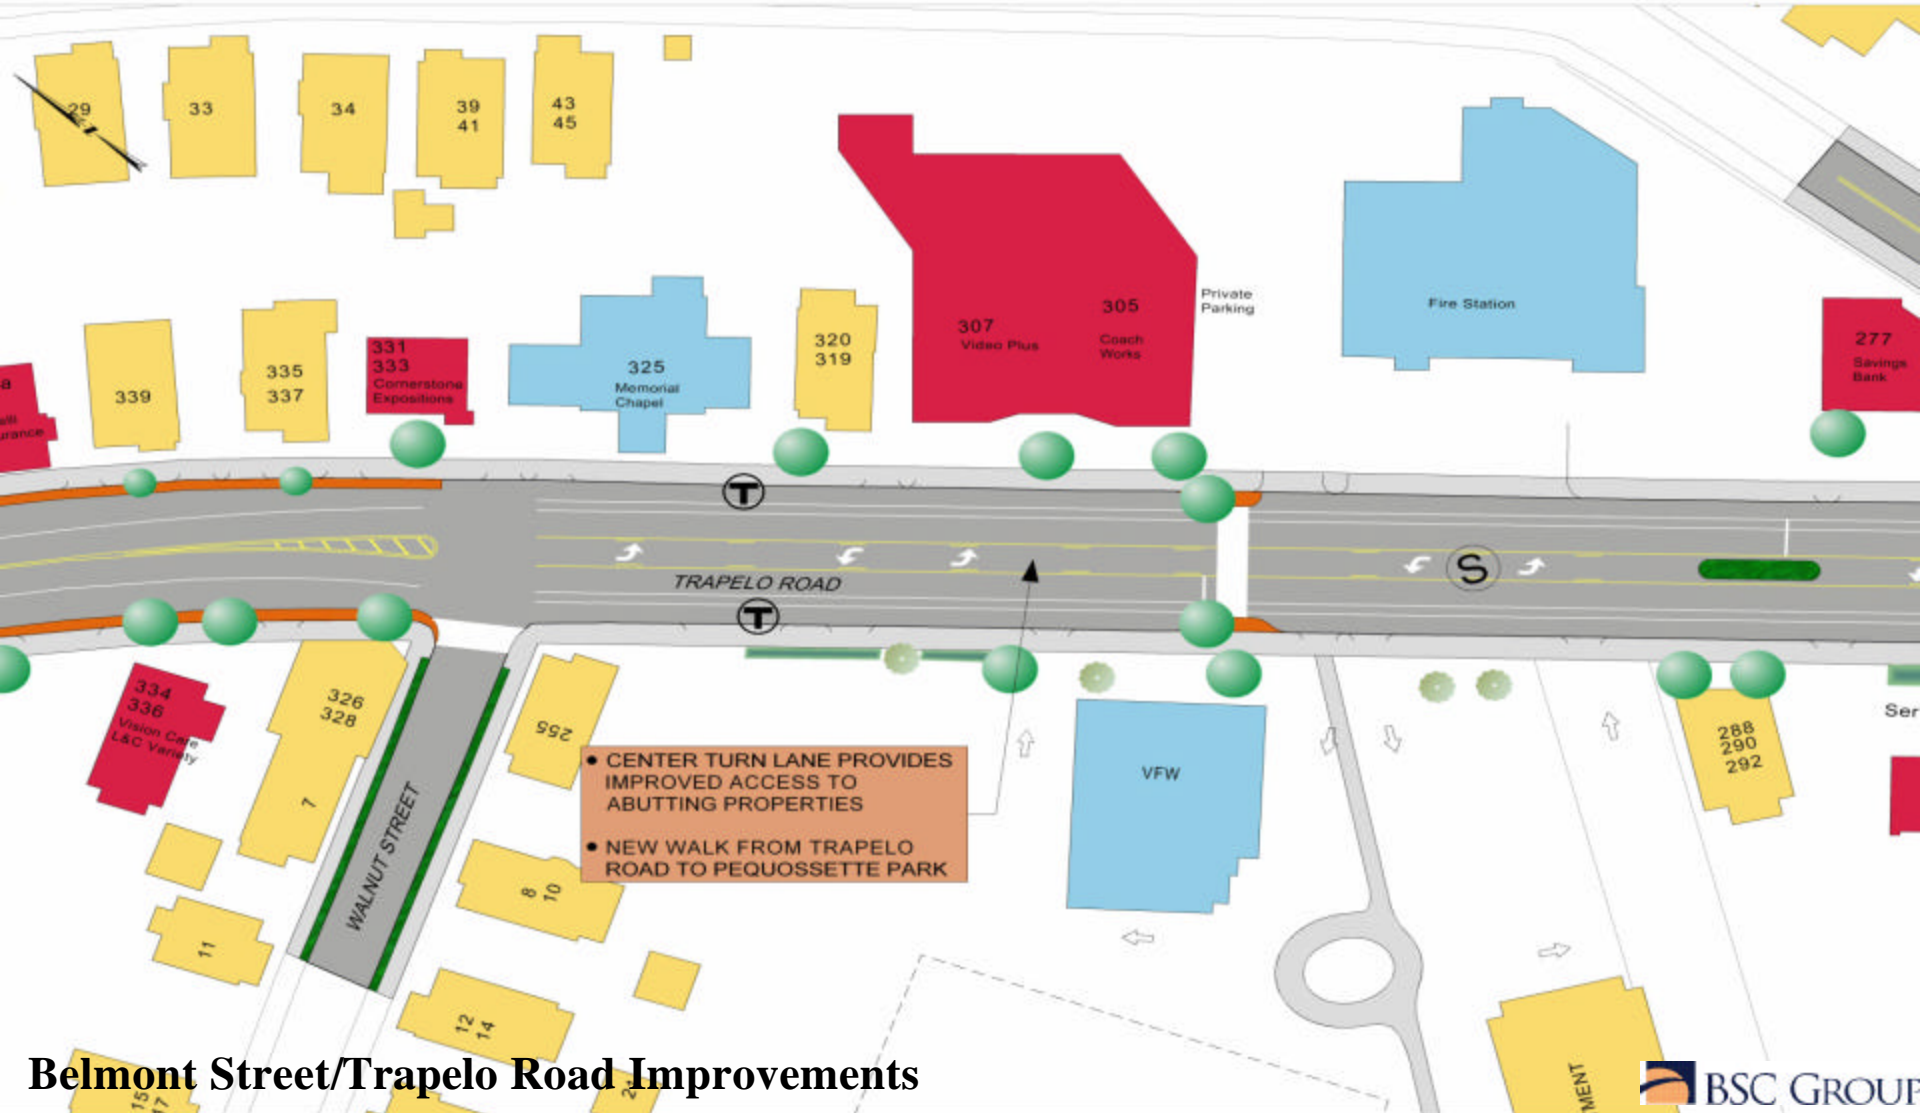 29
33
34
39
41
43
45
339
335
337
331
333
Cornerstone
Expositions
325
Memorial
Chapel
320
319
307
Video Plus
305
Coach
Works
Private
Parking
Fire Station
277
Savings
Bank
T
TRAPELO ROAD
T
S
334
336
Vision Care
L&C Variety
326
328
7
255
WALNUT STREET
• CENTER TURN LANE PROVIDES
IMPROVED ACCESS TO
ABUTTING PROPERTIES
• NEW WALK FROM TRAPELO
ROAD TO PEQUOSSETTE PARK
VFW
288
290
292
11
8
10
12
14
15
17
Belmont Street/Trapelo Road Improvements
BSC GROUP